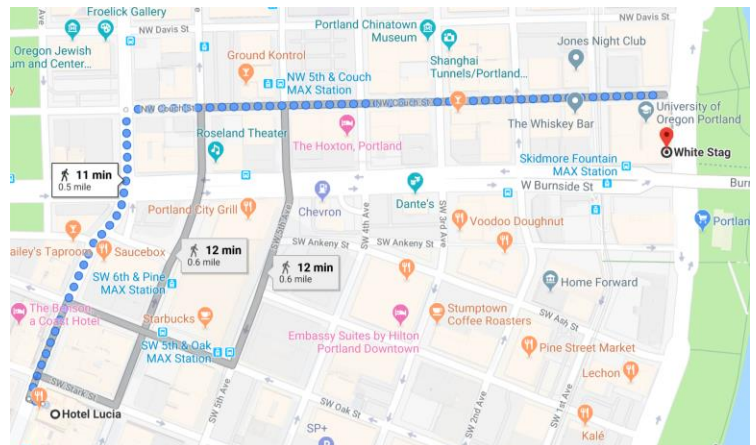 Froelick Gallery
NW Davis St
NW Davis St
Portland Chinatown
Museum
Oregon Jewish
um and Center...
Ground Kontrol
Shanghai
Tunnels/Portland...
Jones Night Club
NW 5th & Couch
MAX Station
NW Couch St
NW Couch St
University of
Oregon Portland
Roseland Theater
The Whiskey Bar
The Hoxton, Portland
White Stag
11 min
0.5 mile
Skidmore Fountain
MAX Station
W Burnside St
Burn
Chevron
Dante's
Portland City Grill
SW 5th Ave
SW 4th Ave
SW 3rd Ave
Voodoo Doughnut
Portlan
ailey's Taproom
Saucebox
12 min
0.6 mile
SW Ankeny St
SW Ankeny St
12 min
0.6 mile
SW 6th & Pine
MAX Station
Home Forward
The Benson,
a Coast Hotel
Starbucks
Embassy Suites by Hilton
Portland Downtown
Stumptown
Coffee Roasters
SW Ash St
SW 5th & Oak
MAX Station
Pine Street Market
Lechon
SW Stark St
SW 5th Ave
Hotel Lucia
SW Oak St
SW 2nd Ave
SW 1st Ave
SP+
Kalé